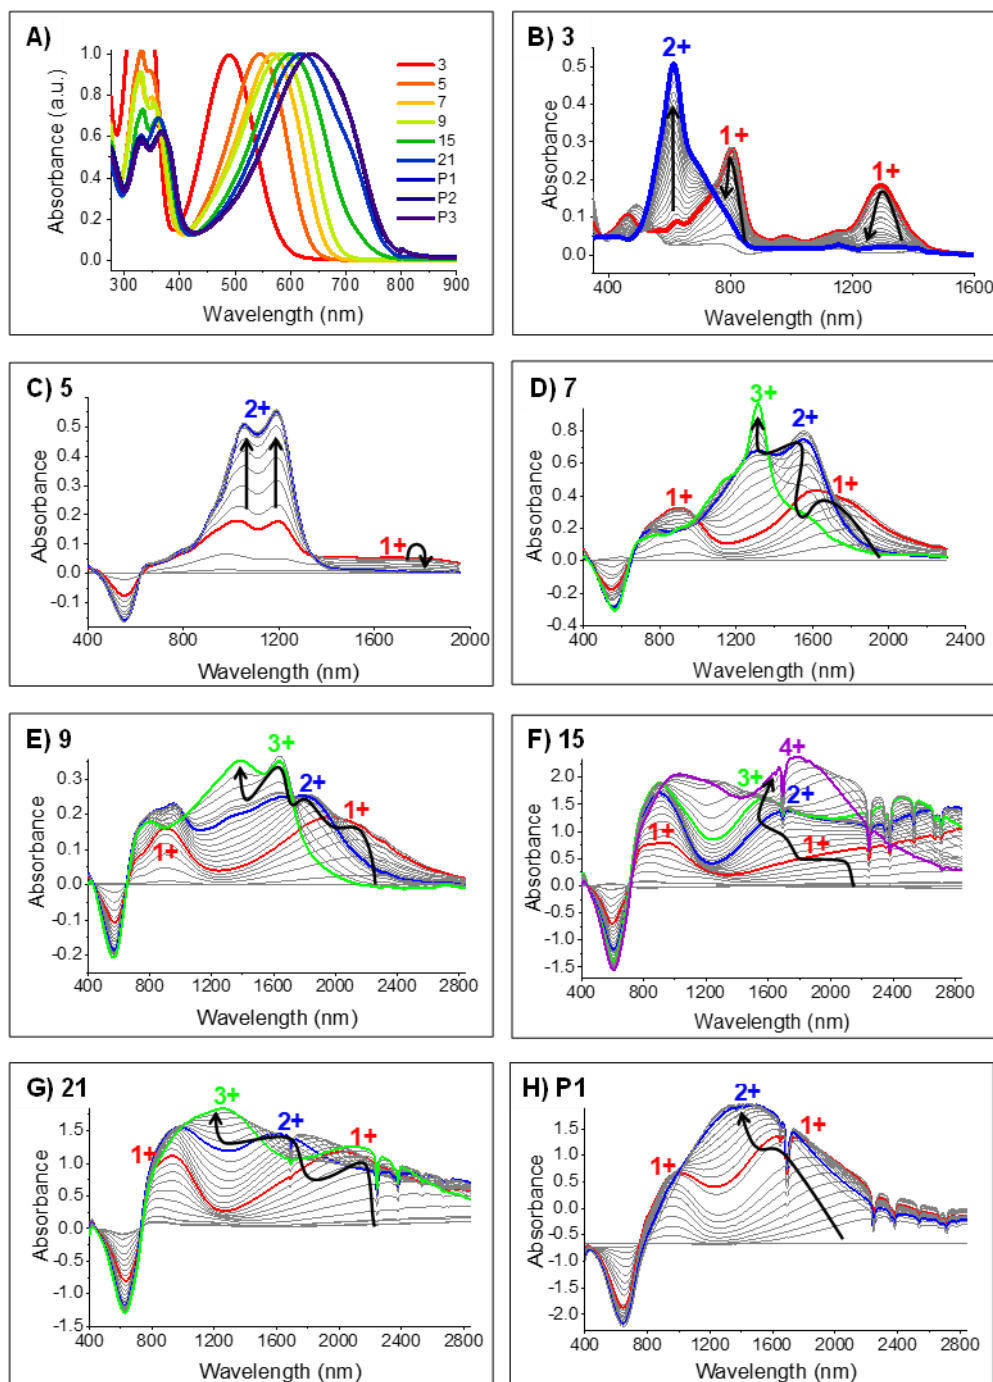 A)
1.0
0.8
0.6
0.4
0.2
0.0
Absorbance (a.u.)
300 400 500 600 700 800 900
Wavelength (nm)
3
5
7
9
15
21
P1
P2
P3
B) 3
2+
1+
1+
0.5
0.4
0.3
0.2
0.1
0.0
Absorbance
400 800 1200 1600
Wavelength (nm)
C) 5
2+
1+
0.5
0.4
0.3
0.2
0.1
0.0
-0.1
Absorbance
400 800 1200 1600 2000
Wavelength (nm)
D) 7
3+
2+
1+
1+
0.8
0.6
0.4
0.2
0.0
-0.2
-0.4
Absorbance
400 800 1200 1600 2000 2400
Wavelength (nm)
E) 9
3+
2+
1+
1+
0.3
0.2
0.1
0.0
-0.1
-0.2
Absorbance
400 800 1200 1600 2000 2400 2800
Wavelength (nm)
F) 15
4+
3+
2+
1+
1+
2.0
1.5
1.0
0.5
0.0
-0.5
-1.0
-1.5
Absorbance
400 800 1200 1600 2000 2400 2800
Wavelength (nm)
G) 21
3+
2+
1+
1+
1.5
1.0
0.5
0.0
-0.5
-1.0
-1.5
Absorbance
400 800 1200 1600 2000 2400 2800
Wavelength (nm)
H) P1
2+
1+
1+
1.5
1.0
0.5
0.0
-0.5
-1.0
-1.5
-2.0
Absorbance
400 800 1200 1600 2000 2400 2800
Wavelength (nm)